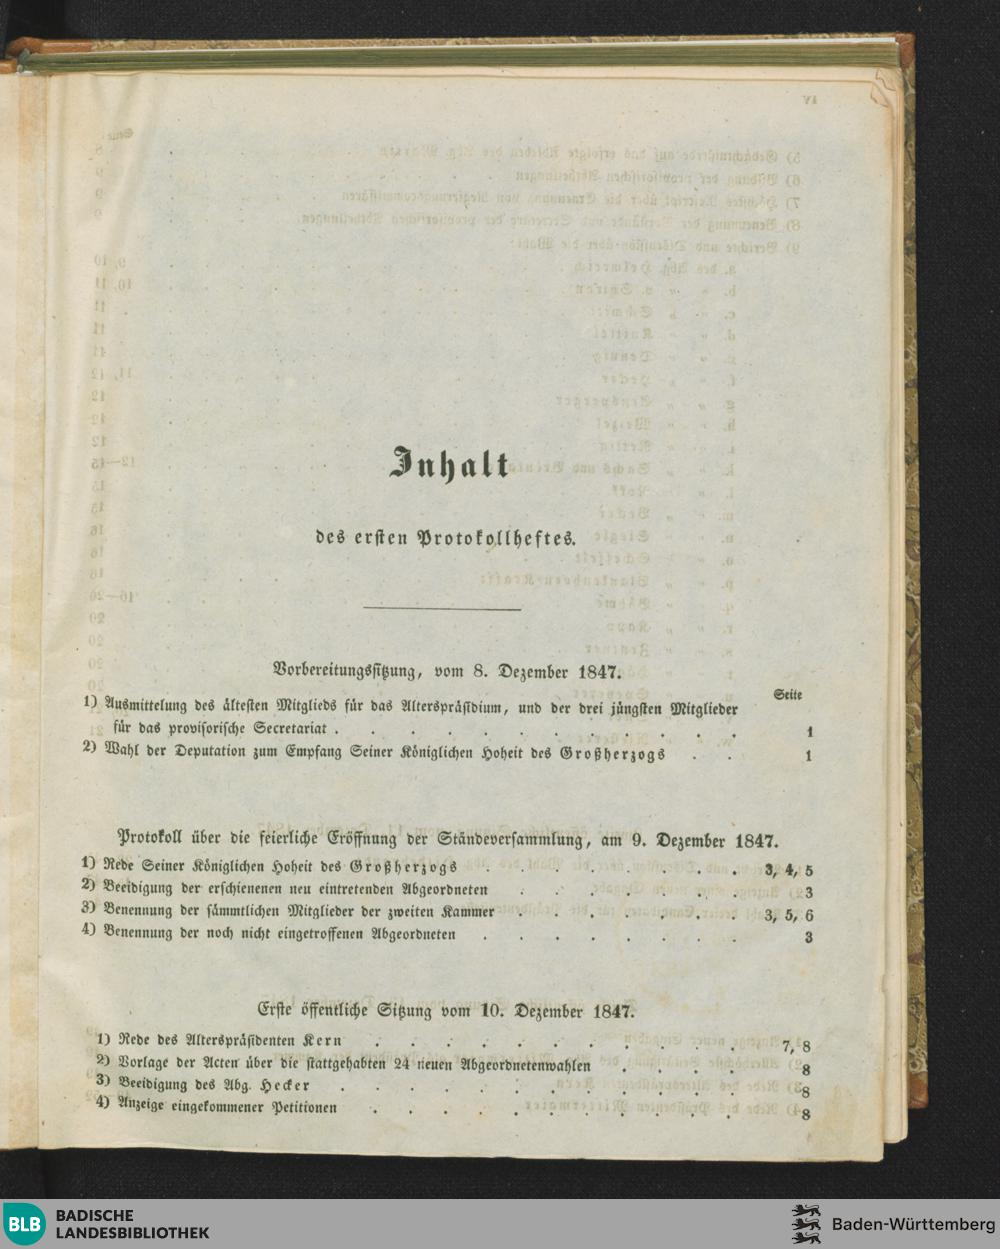 Inhalt
des ersten Protokollheftes.
Vorbereitungssitzung, vom 8. Dezember 1847.
Seite
1) Ausmittelung des ältesten Mitglieds für das Alterspräsidium, und der drei jüngsten Mitglieder
für das provisorische Secretariat . . . . . . . . . . . . 1
2) Wahl der Deputation zum Empfang Seiner Königlichen Hoheit des Großherzogs . . 1
Protokoll über die feierliche Eröffnung der Ständeversammlung, am 9. Dezember 1847.
1) Rede Seiner Königlichen Hoheit des Großherzogs . . . . . . . . 3, 4, 5
2) Beeidigung der erschienenen neu eintretenden Abgeordneten . . . . . . . 3
3) Benennung der sämmtlichen Mitglieder der zweiten Kammer . . . . . . . 3, 5, 6
4) Benennung der noch nicht eingetroffenen Abgeordneten . . . . . . . . 3
Erste öffentliche Sitzung vom 10. Dezember 1847.
1) Rede des Alterspräsidenten Kern . . . . . . . . . . . 7, 8
2) Vorlage der Acten über die stattgehabten 24 neuen Abgeordnetenwahlen . . . . 8
3) Beeidigung des Abg. Hecker . . . . . . . . . . . . 8
4) Anzeige eingekommener Petitionen . . . . . . . . . . . 8
BLB BADISCHE
LANDESBIBLIOTHEK
Baden-Württemberg